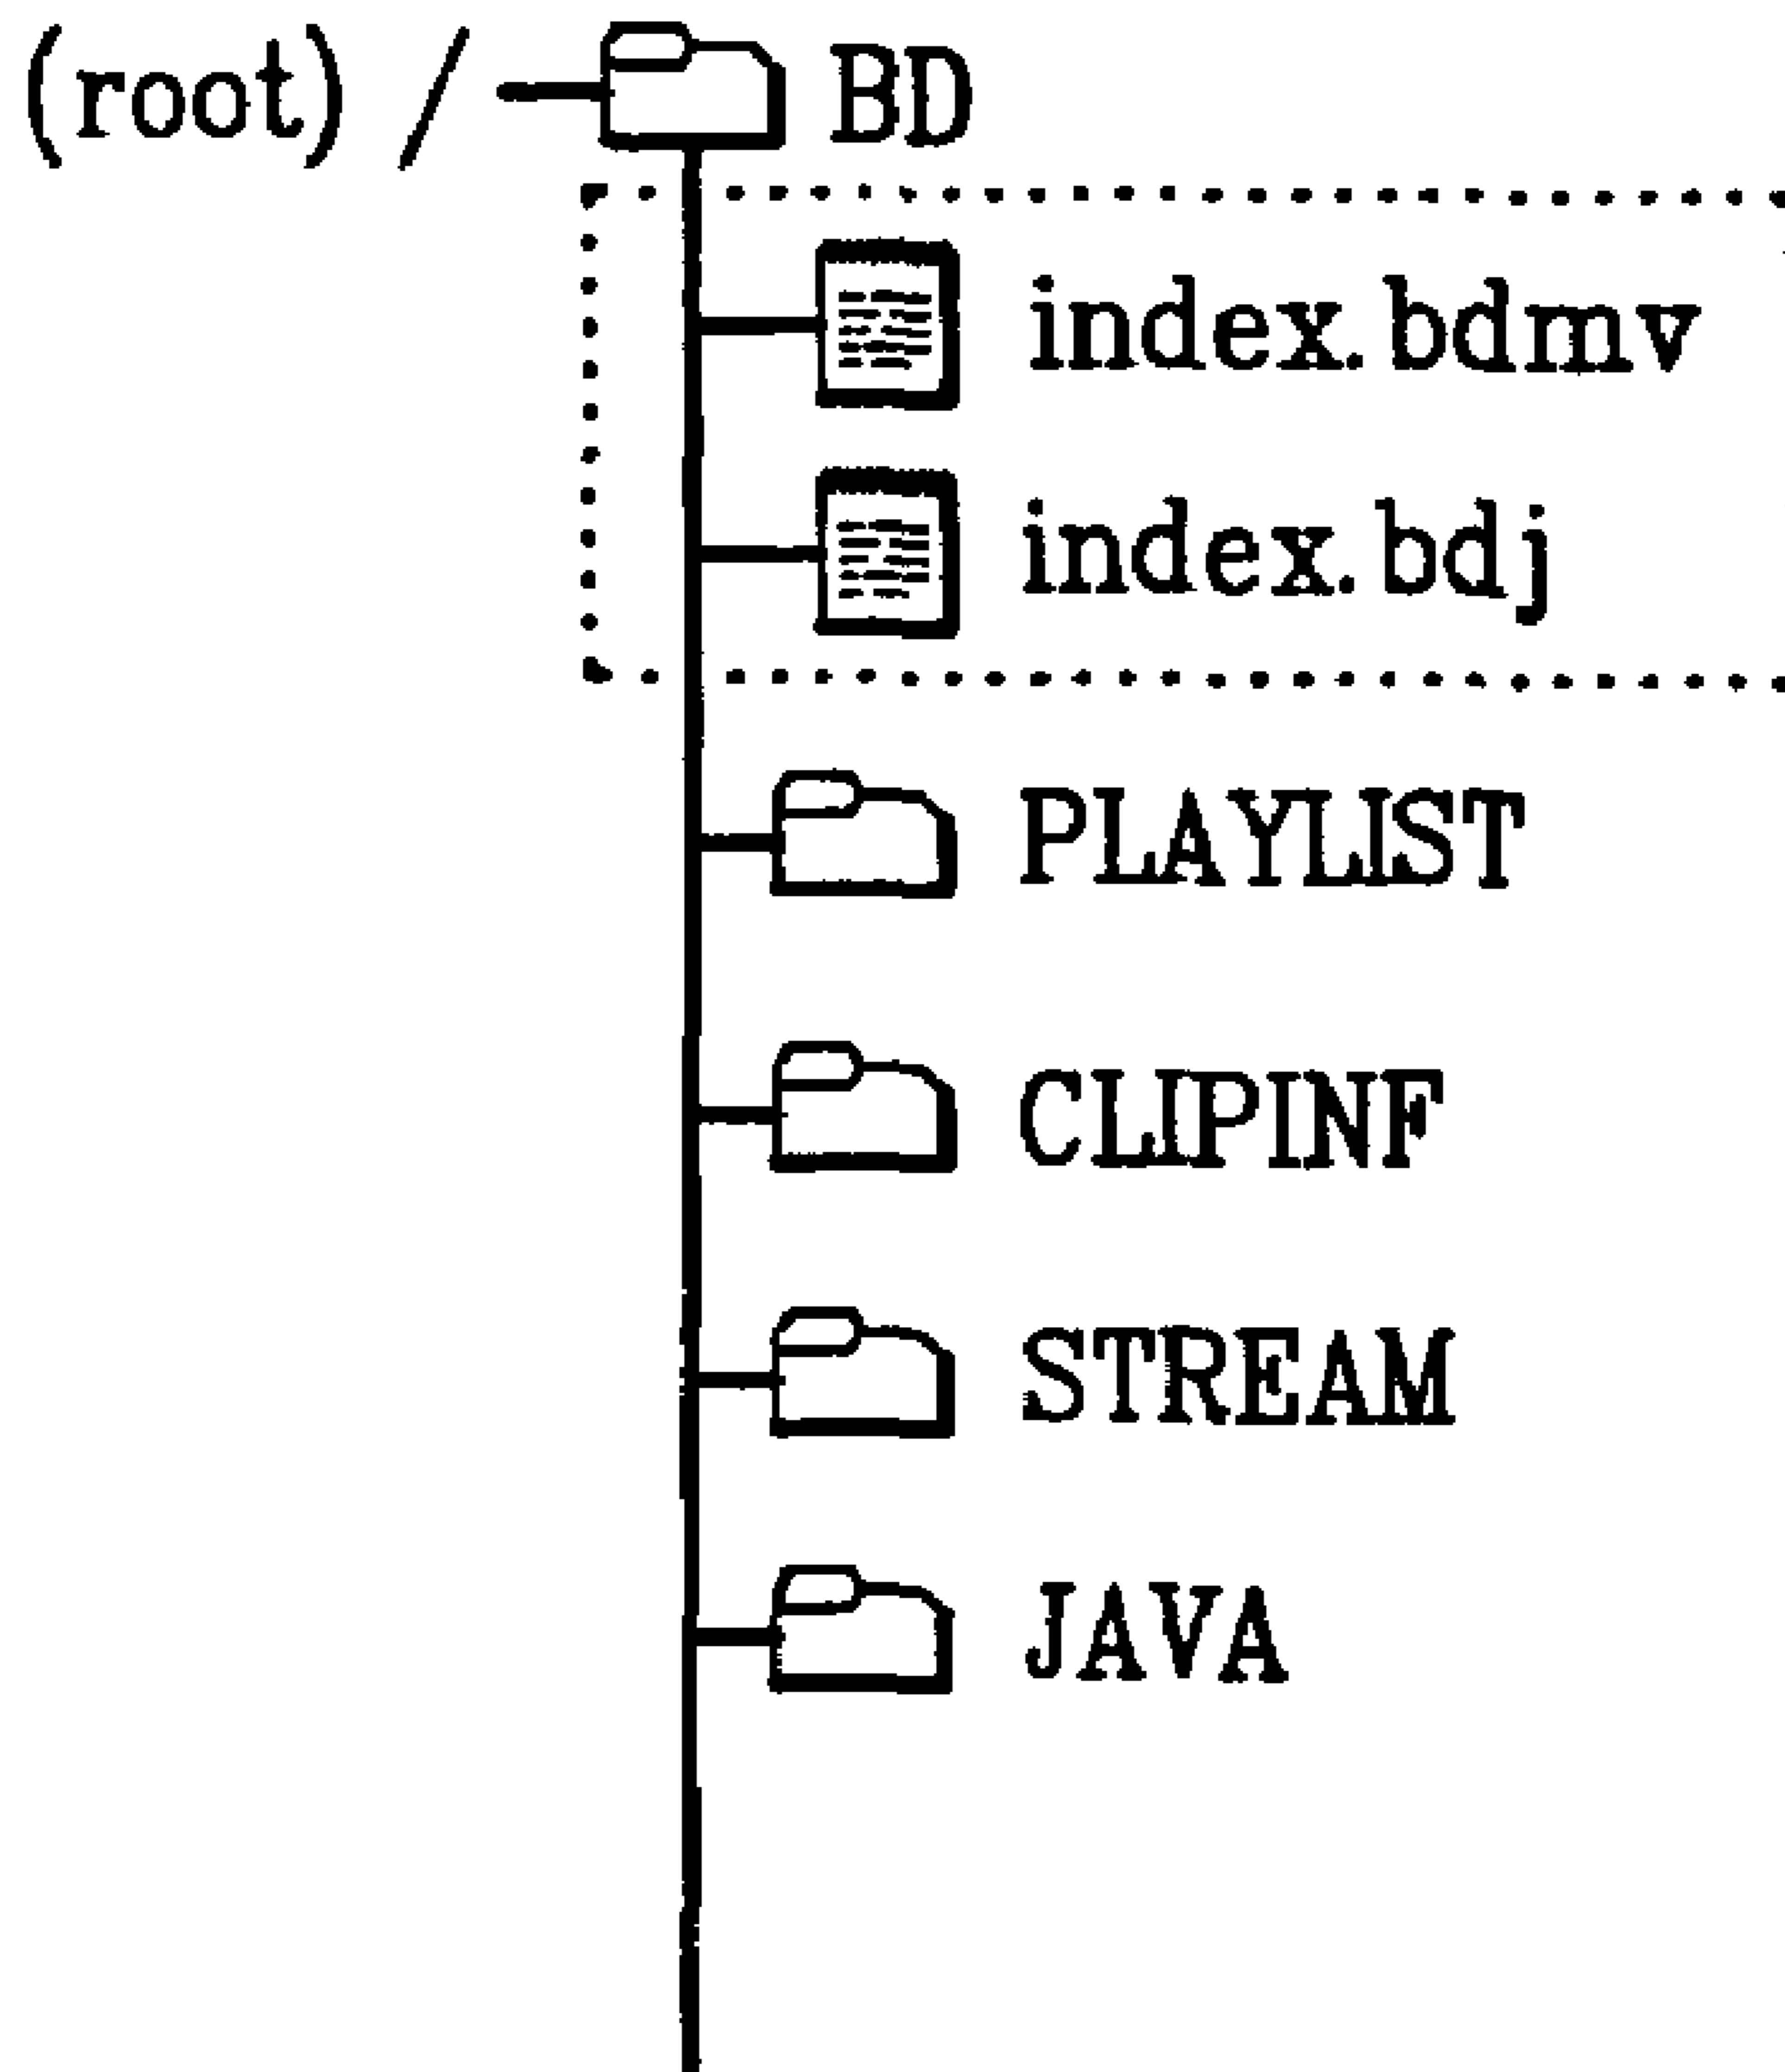 (root) / BD
index.bdmv
index.bdj
PLAYLIST
CLIPINF
STREAM
JAVA